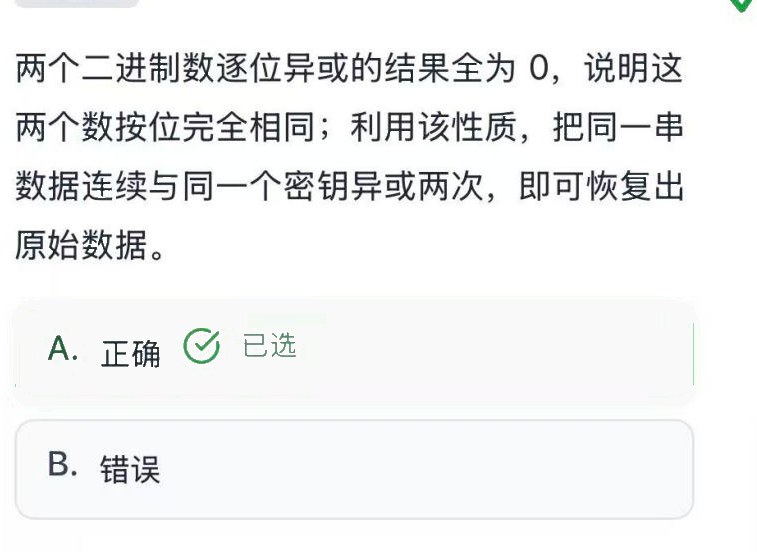 两个二进制数逐位异或的结果全为 0，说明这
两个数按位完全相同；利用该性质，把同一串
数据连续与同一个密钥异或两次，即可恢复出
原始数据。
A. 正确 已选
B. 错误